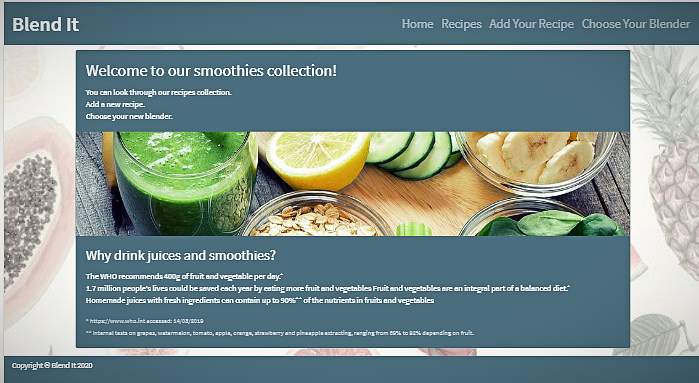 Blend It
Home Recipes Add Your Recipe Choose Your Blender
Welcome to our smoothies collection!
You can look through our recipes collection.
Add a new recipe.
Choose your new blender.
Why drink juices and smoothies?
The WHO recommends 400g of fruit and vegetable per day.*
1.7 million people's lives could be saved each year by eating more fruit and vegetables Fruit and vegetables are an integral part of a balanced diet.*
Homemade juices with fresh ingredients can contain up to 90%** of the nutrients in fruits and vegetables
* https://www.who.int accessed: 14/03/2019
** Internal tests on grapes, watermelon, tomato, apple, orange, strawberry and pineapple extracting, ranging from 69% to 98% depending on fruit.
Copyright © Blend It 2020